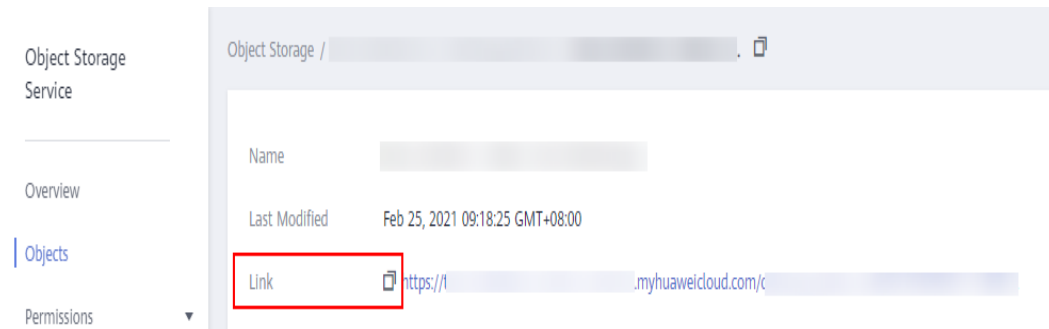 Object Storage
Service
Overview
Objects
Permissions
Object Storage /
Name
Last Modified Feb 25, 2021 09:18:25 GMT+08:00
Link https:// .myhuaweicloud.com/